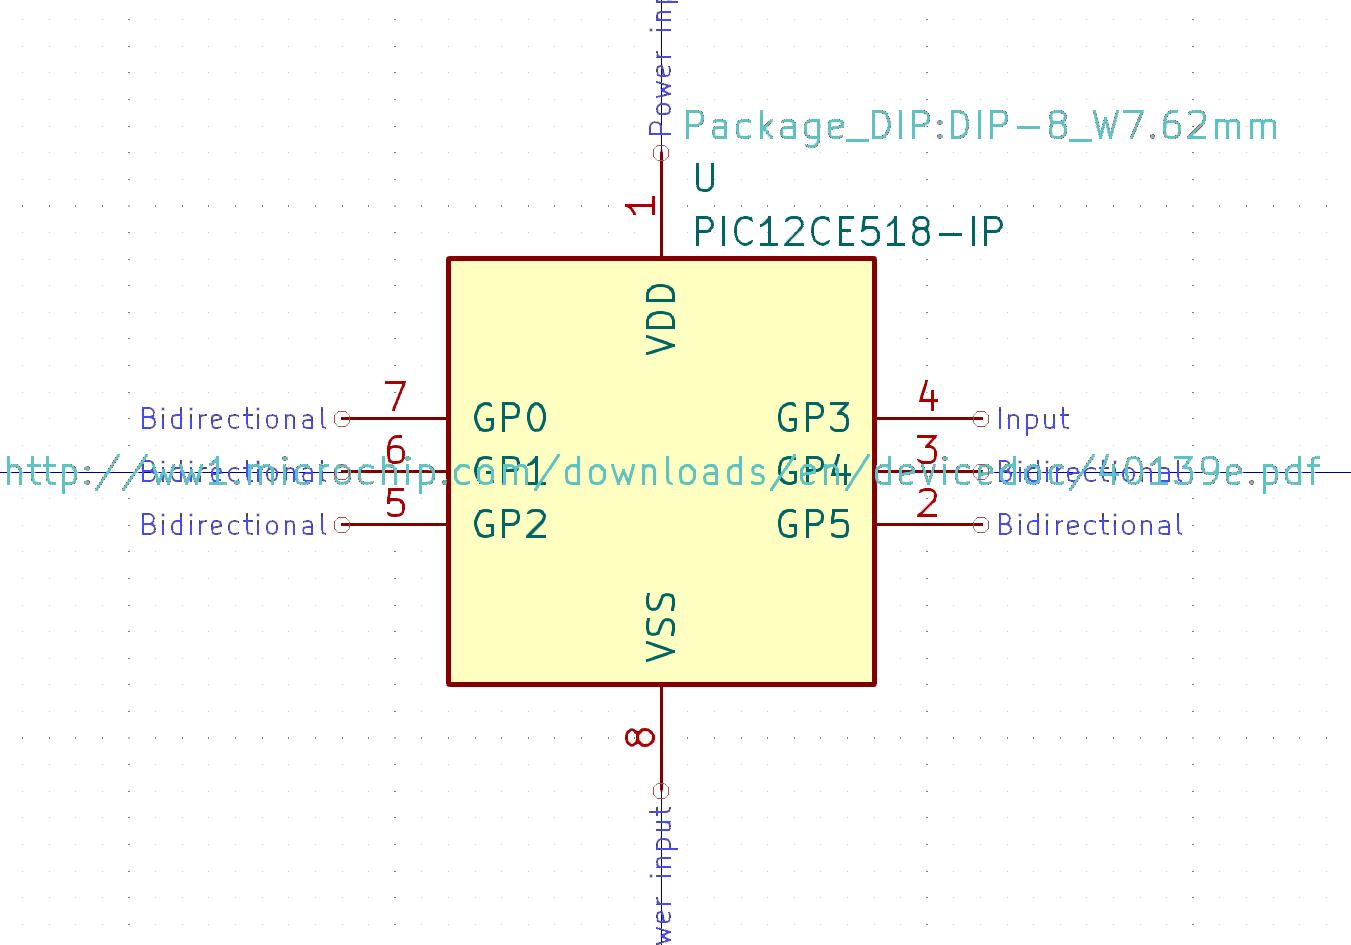 Power inp
Package_DIP:DIP-8_W7.62mm
U
1
PIC12CE518-IP
VDD
7
4
Bidirectional
GP0
GP3
Input
6
3
Bidirectional
GP1
GP4
Bidirectional
http://ww1.microchip.com/downloads/en/devicedoc/40139e.pdf
5
2
Bidirectional
GP2
GP5
Bidirectional
VSS
8
wer input